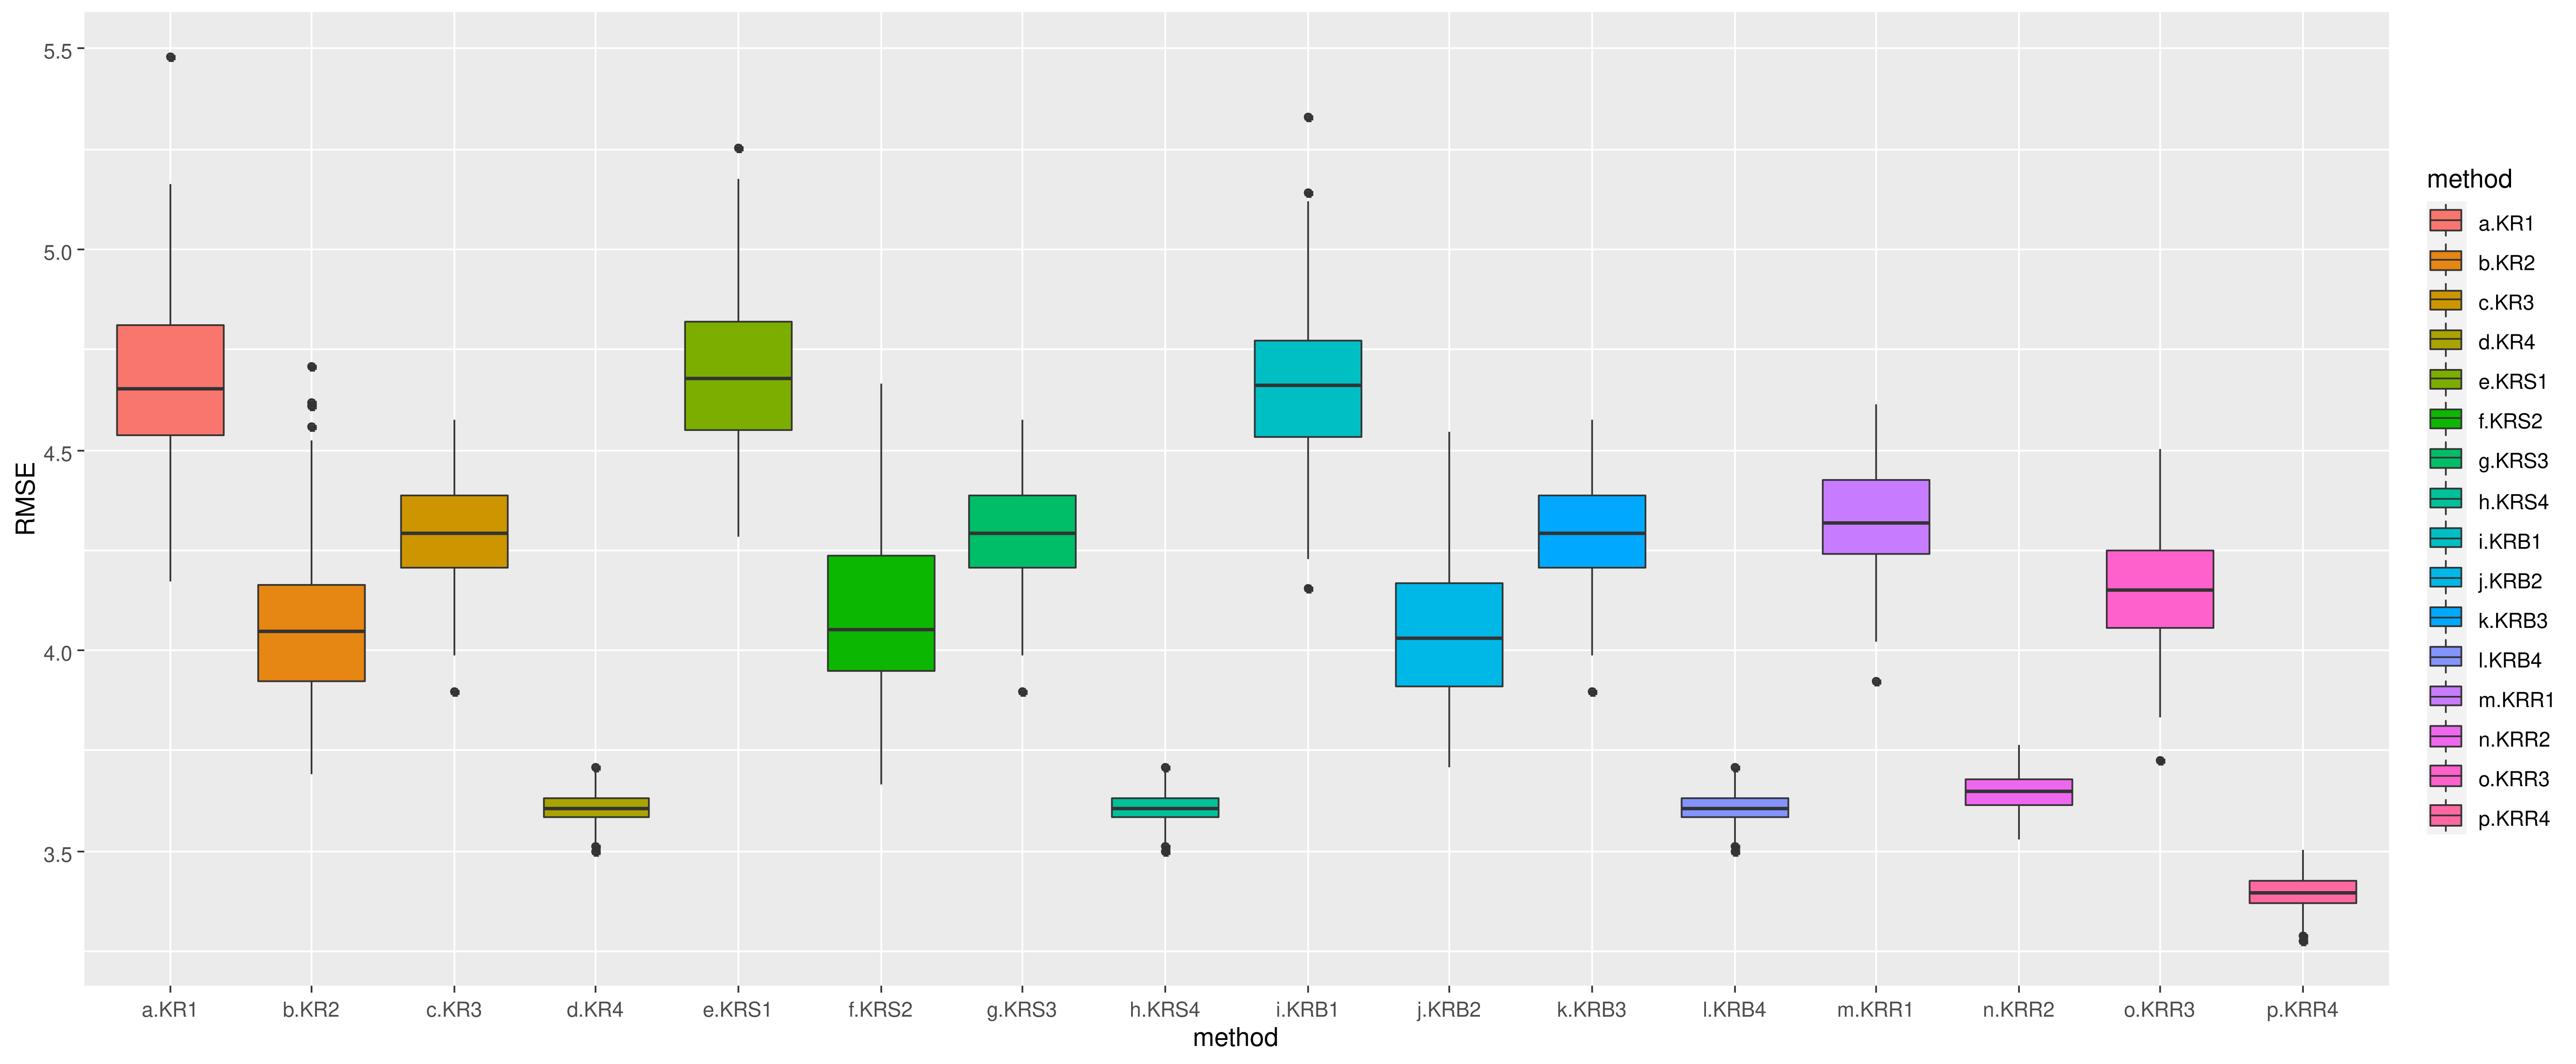 5.5
5.0
4.5
4.0
3.5
RMSE
a.KR1 b.KR2 c.KR3 d.KR4 e.KRS1 f.KRS2 g.KRS3 h.KRS4 i.KRB1 j.KRB2 k.KRB3 l.KRB4 m.KRR1 n.KRR2 o.KRR3 p.KRR4
method
method
a.KR1
b.KR2
c.KR3
d.KR4
e.KRS1
f.KRS2
g.KRS3
h.KRS4
i.KRB1
j.KRB2
k.KRB3
l.KRB4
m.KRR1
n.KRR2
o.KRR3
p.KRR4